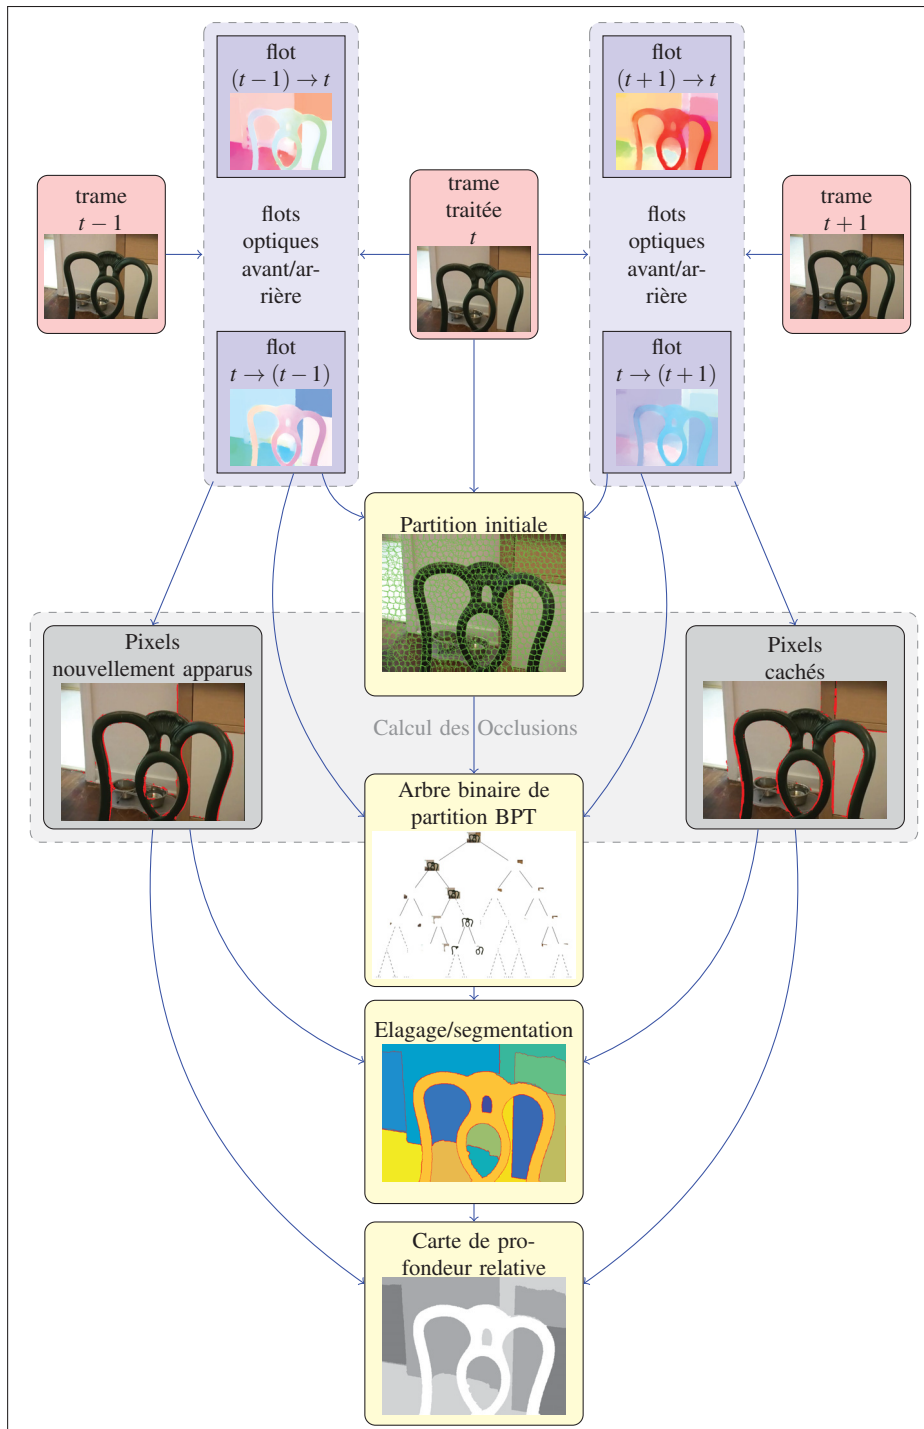 flot
(t − 1) → t
flot
(t + 1) → t
trame
t − 1
flots
optiques
avant/ar-
rière
trame
traitée
t
flots
optiques
avant/ar-
rière
trame
t + 1
flot
t → (t − 1)
flot
t → (t + 1)
Partition initiale
Pixels
nouvellement apparus
Pixels
cachés
Calcul des Occlusions
Arbre binaire de
partition BPT
Elagage/segmentation
Carte de pro-
fondeur relative